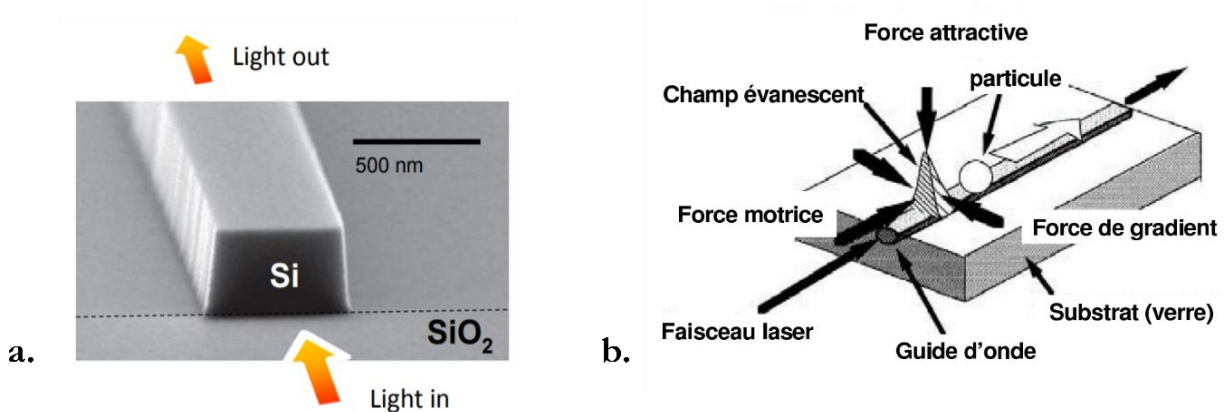 Light out
500 nm
Si
SiO2
Light in
a.
Force attractive
particule
Champ évanescent
Force motrice
Force de gradient
Substrat (verre)
Faisceau laser
Guide d'onde
b.